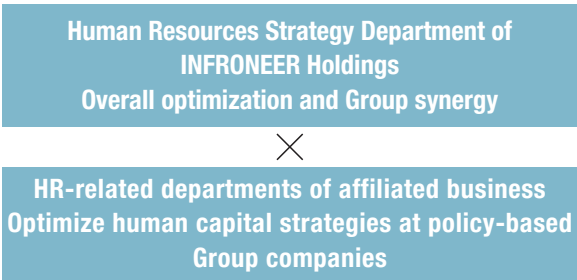 Human Resources Strategy Department of
INFRONEER Holdings
Overall optimization and Group synergy
×
HR-related departments of affiliated business
Optimize human capital strategies at policy-based
Group companies